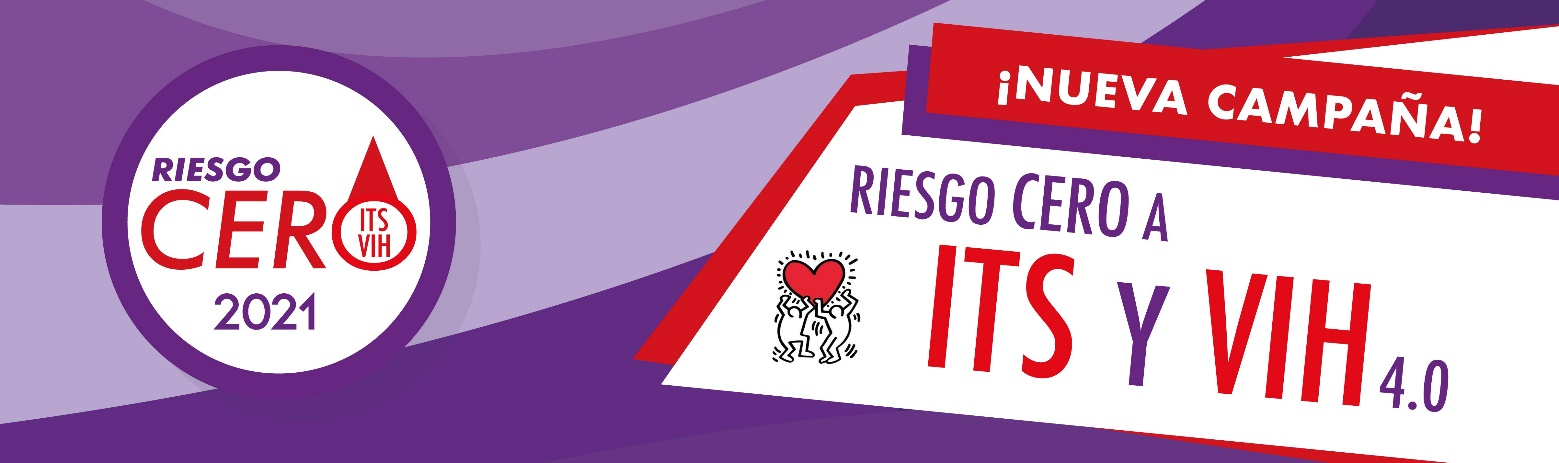 RIESGO
CERO
ITS
VIH
2021
¡NUEVA CAMPAÑA!
RIESGO CERO A
ITS Y VIH 4.0